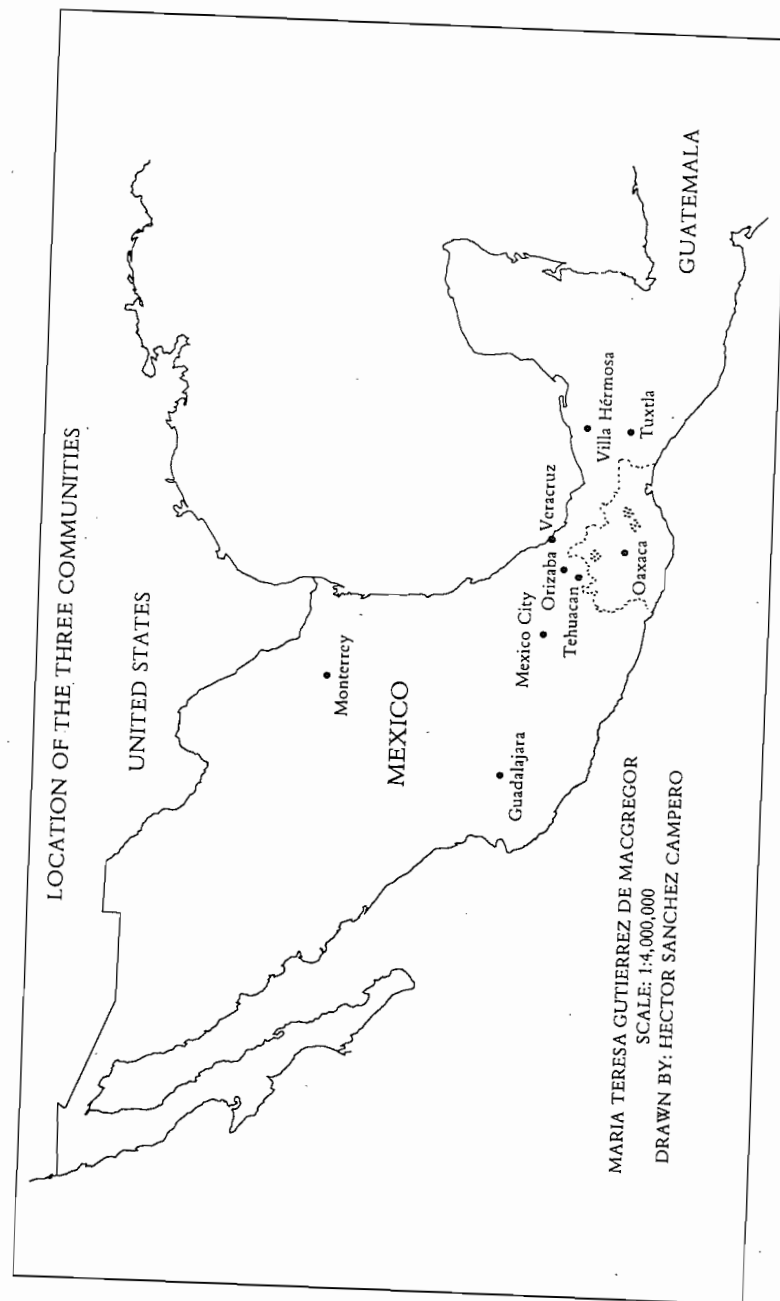 LOCATION OF THE THREE COMMUNITIES
UNITED STATES
Monterrey
MEXICO
Guadalajara
Mexico City
Orizaba
Veracruz
Tehuacan
Oaxaca
Villa Hérmosa
Tuxtla
GUATEMALA
MARIA TERESA GUTIERREZ DE MACGREGOR
SCALE: 1:4,000,000
DRAWN BY: HECTOR SANCHEZ CAMPERO